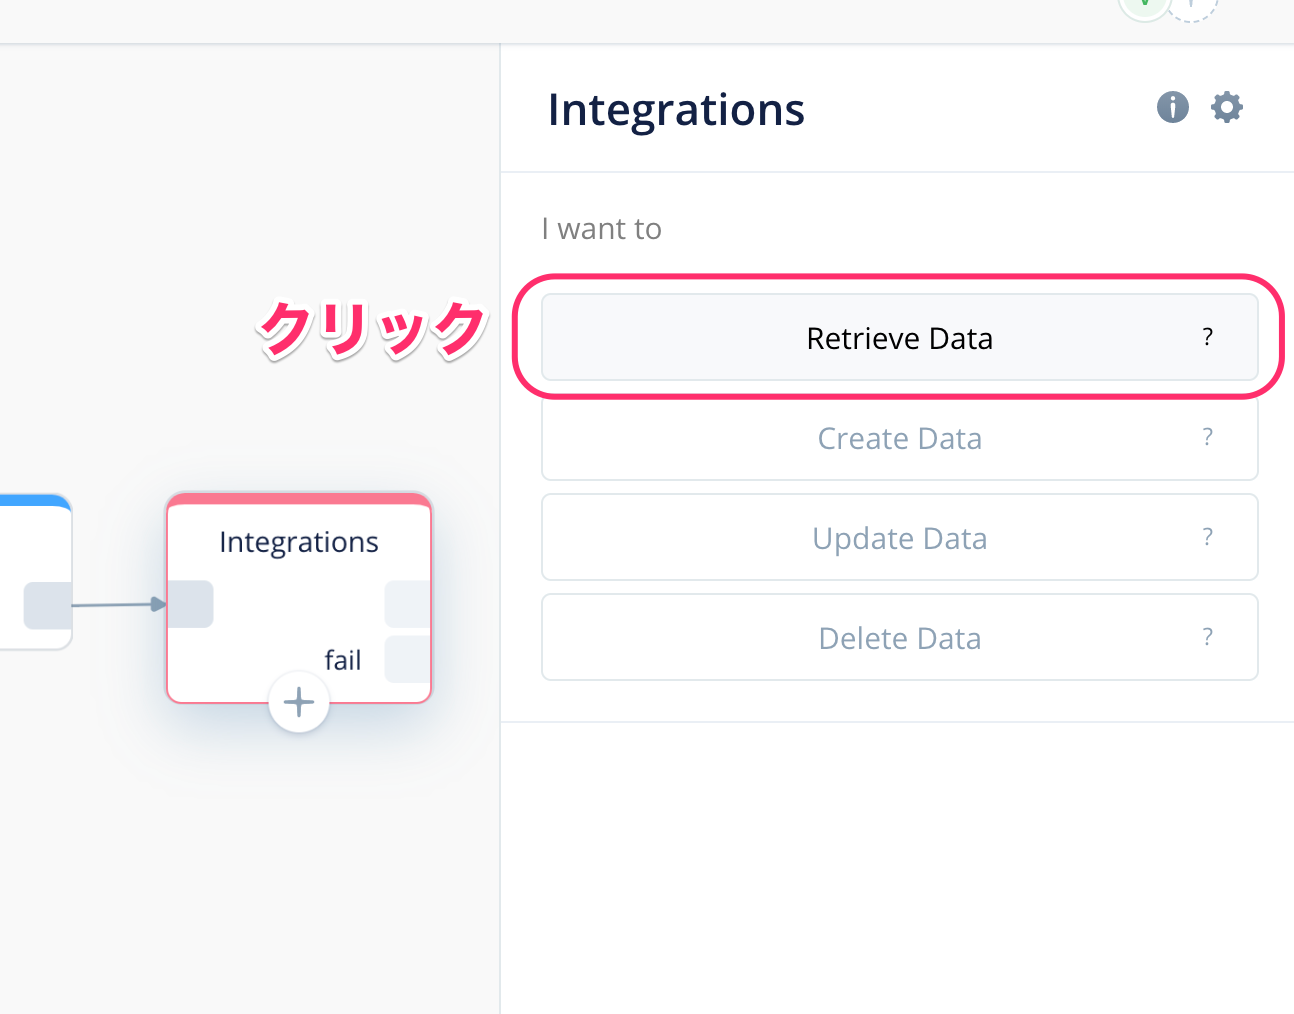 Integrations
I want to
クリック
Retrieve Data ?
Create Data ?
Update Data ?
Delete Data ?
Integrations
fail